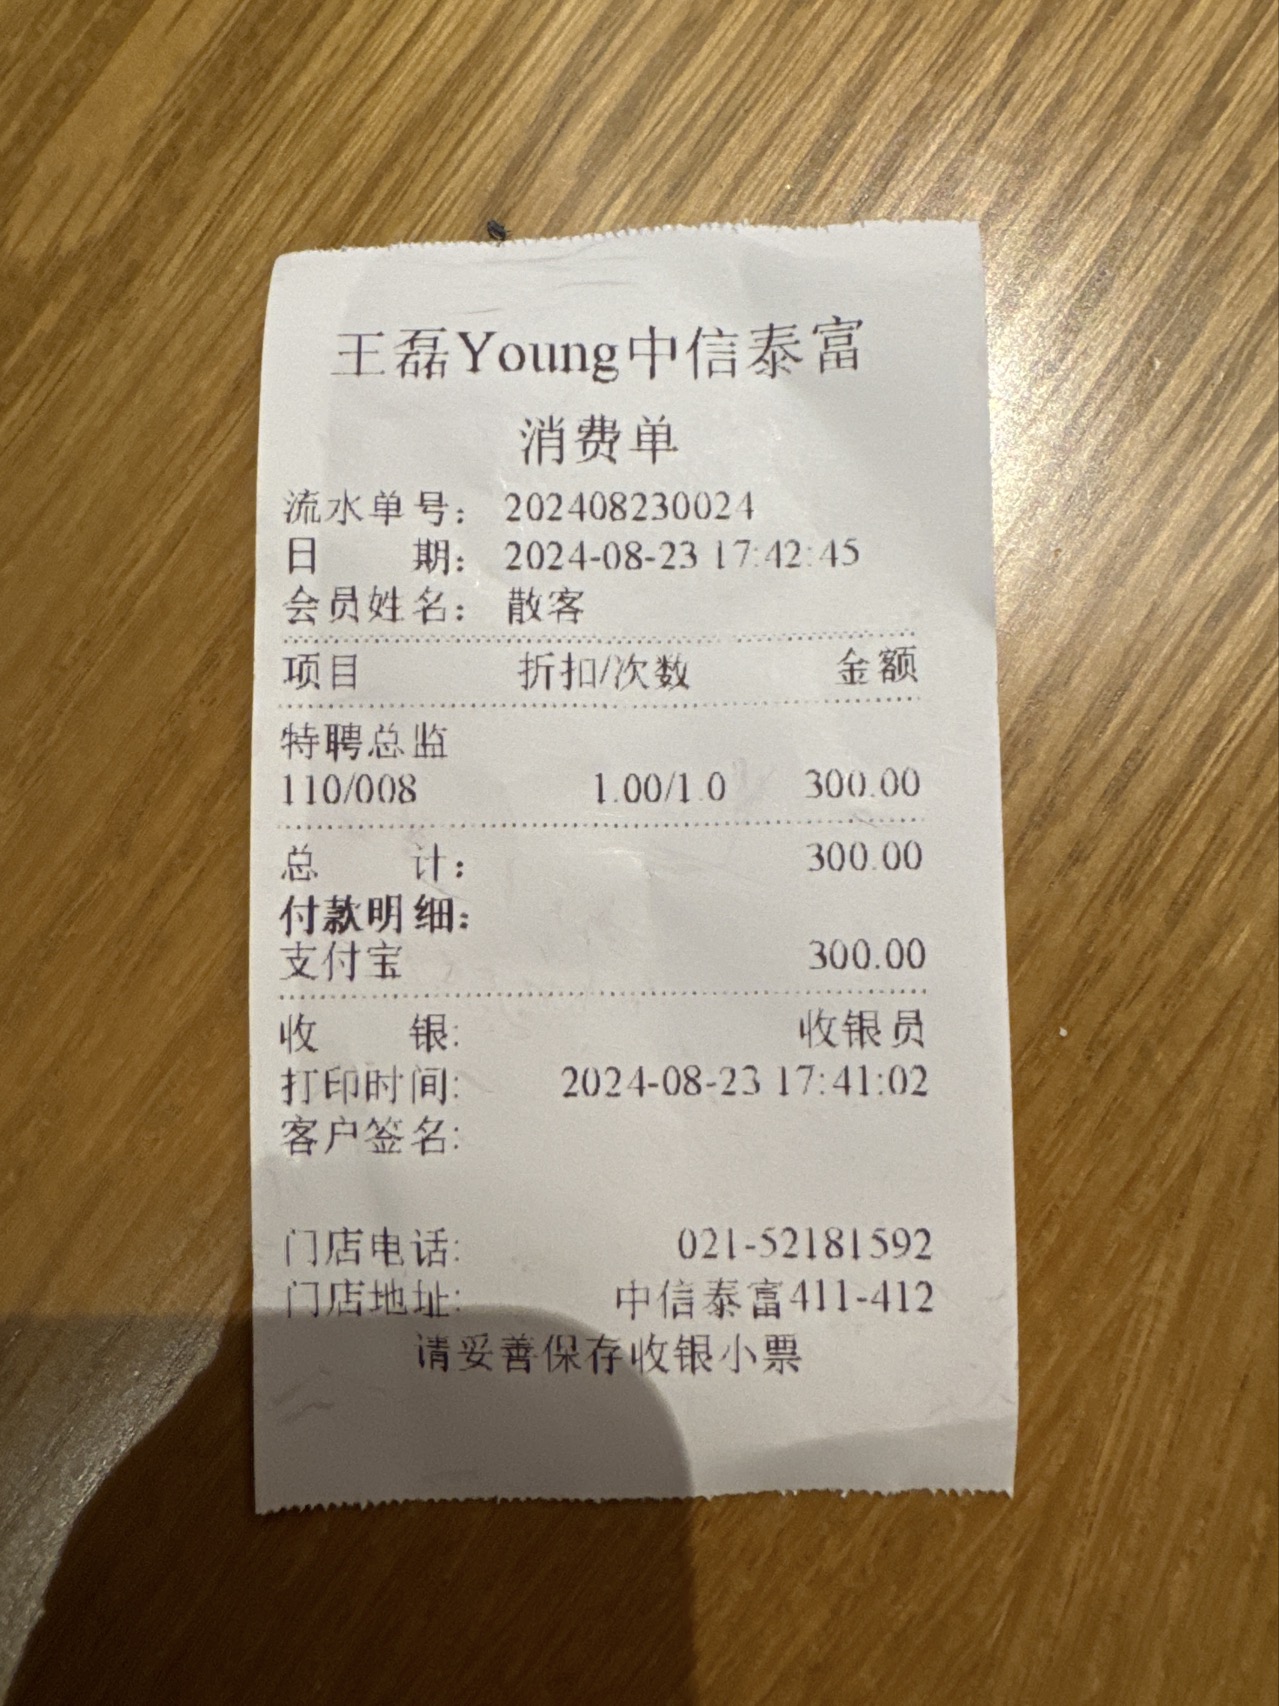 王磊Young中信泰富
消费单
流水单号： 202408230024
日 期： 2024-08-23 17:42:45
会员姓名： 散客
项目 折扣/次数 金额
特聘总监
110/008 1.00/1.0 300.00
总 计： 300.00
付款明细：
支付宝 300.00
收 银: 收银员
打印时间: 2024-08-23 17:41:02
客户签名:
门店电话: 021-52181592
门店地址: 中信泰富411-412
请妥善保存收银小票